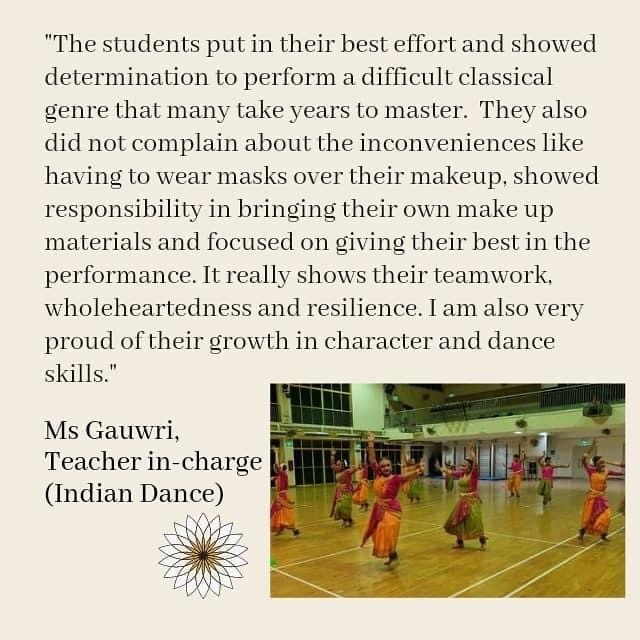 "The students put in their best effort and showed
determination to perform a difficult classical
genre that many take years to master.  They also
did not complain about the inconveniences like
having to wear masks over their makeup, showed
responsibility in bringing their own make up
materials and focused on giving their best in the
performance. It really shows their teamwork,
wholeheartedness and resilience. I am also very
proud of their growth in character and dance
skills."
Ms Gauwri,
Teacher in-charge
(Indian Dance)